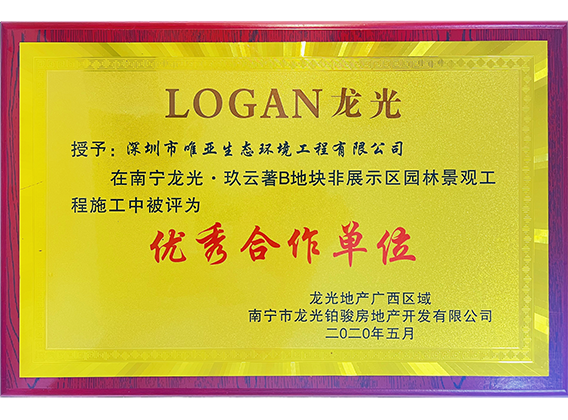 LOGAN龙光
授予：深圳市唯亚生态环境工程有限公司
在南宁龙光·玖云著B地块非展示区园林景观工
程施工中被评为
优秀合作单位
龙光地产广西区域
南宁市龙光铂骏房地产开发有限公司
二〇二〇年五月